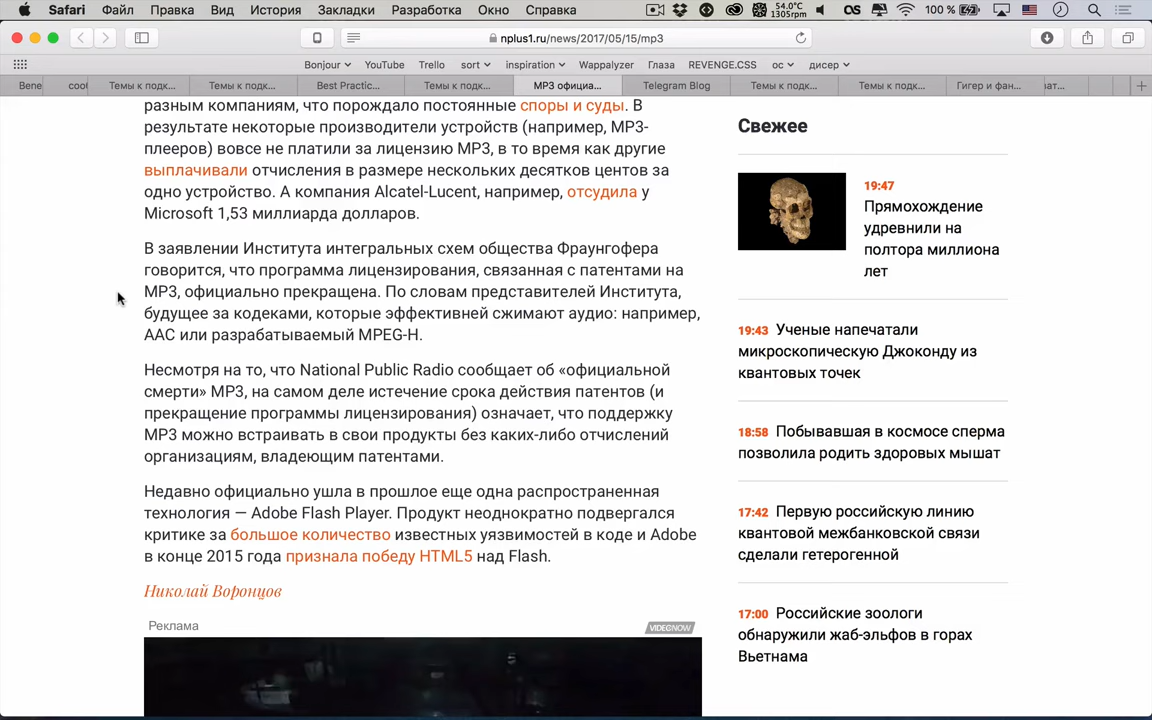 Safari Файл Правка Вид История Закладки Разработка Окно Справка 54.0°C 1305rpm 100 %
nplus1.ru/news/2017/05/15/mp3
Bonjour YouTube Trello sort inspiration Wappalyzer Глаза REVENGE.CSS ос дисер
Bene coo Темы к подк... Темы к подк... Best Practic... Темы к подк... MP3 официа... Telegram Blog Темы к подк... Темы к подк... Гигер и фан...
разным компаниям, что порождало постоянные споры и суды. В
результате некоторые производители устройств (например, MP3-
плееров) вовсе не платили за лицензию MP3, в то время как другие
выплачивали отчисления в размере нескольких десятков центов за
одно устройство. А компания Alcatel-Lucent, например, отсудила у
Microsoft 1,53 миллиарда долларов.
В заявлении Института интегральных схем общества Фраунгофера
говорится, что программа лицензирования, связанная с патентами на
MP3, официально прекращена. По словам представителей Института,
будущее за кодеками, которые эффективней сжимают аудио: например,
AAC или разрабатываемый MPEG-H.
Несмотря на то, что National Public Radio сообщает об «официальной
смерти» MP3, на самом деле истечение срока действия патентов (и
прекращение программы лицензирования) означает, что поддержку
MP3 можно встраивать в свои продукты без каких-либо отчислений
организациям, владеющим патентами.
Недавно официально ушла в прошлое еще одна распространенная
технология — Adobe Flash Player. Продукт неоднократно подвергался
критике за большое количество известных уязвимостей в коде и Adobe
в конце 2015 года признала победу HTML5 над Flash.
Николай Воронцов
Реклама
VIDEONOW
Свежее
19:47
Прямохождение
удревнили на
полтора миллиона
лет
19:43 Ученые напечатали
микроскопическую Джоконду из
квантовых точек
18:58 Побывавшая в космосе сперма
позволила родить здоровых мышат
17:42 Первую российскую линию
квантовой межбанковской связи
сделали гетерогенной
17:00 Российские зоологи
обнаружили жаб-эльфов в горах
Вьетнама